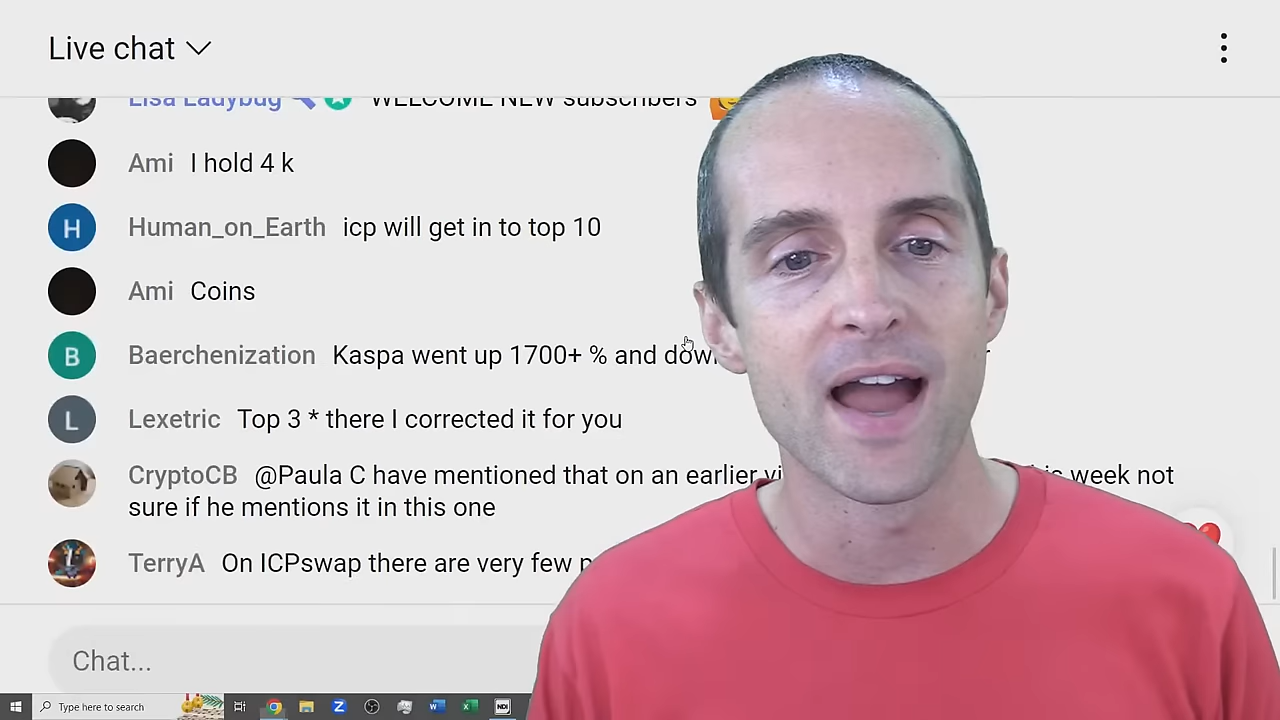 Live chat
Lisa Ladybug WELCOME NEW subscribers
Ami I hold 4 k
H Human_on_Earth icp will get in to top 10
Ami Coins
B Baerchenization Kaspa went up 1700+ % and
L Lexetric Top 3 * there I corrected it for you
CryptoCB @Paula C have mentioned that on an earlier week not
sure if he mentions it in this one
TerryA On ICPswap there are very few
Chat...
Type here to search